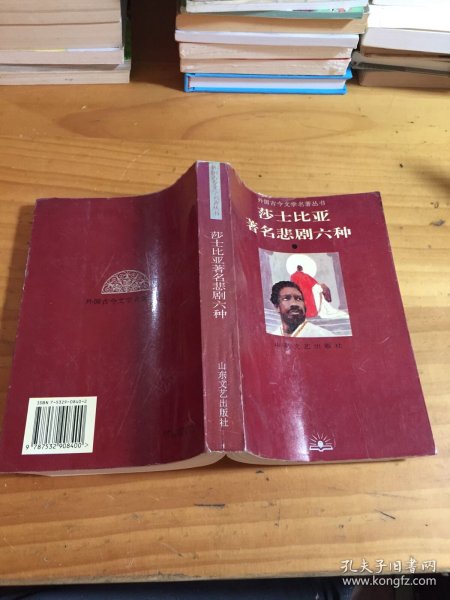 外国古今文学名著丛书
莎士比亚
著名悲剧六种
山东文艺出版社
莎士比亚著名悲剧六种
山东文艺出版社
外国古今文学名
ISBN 7-5329-0840-2
9 787532 908400 >
孔夫子旧书网
www.kongfz.com